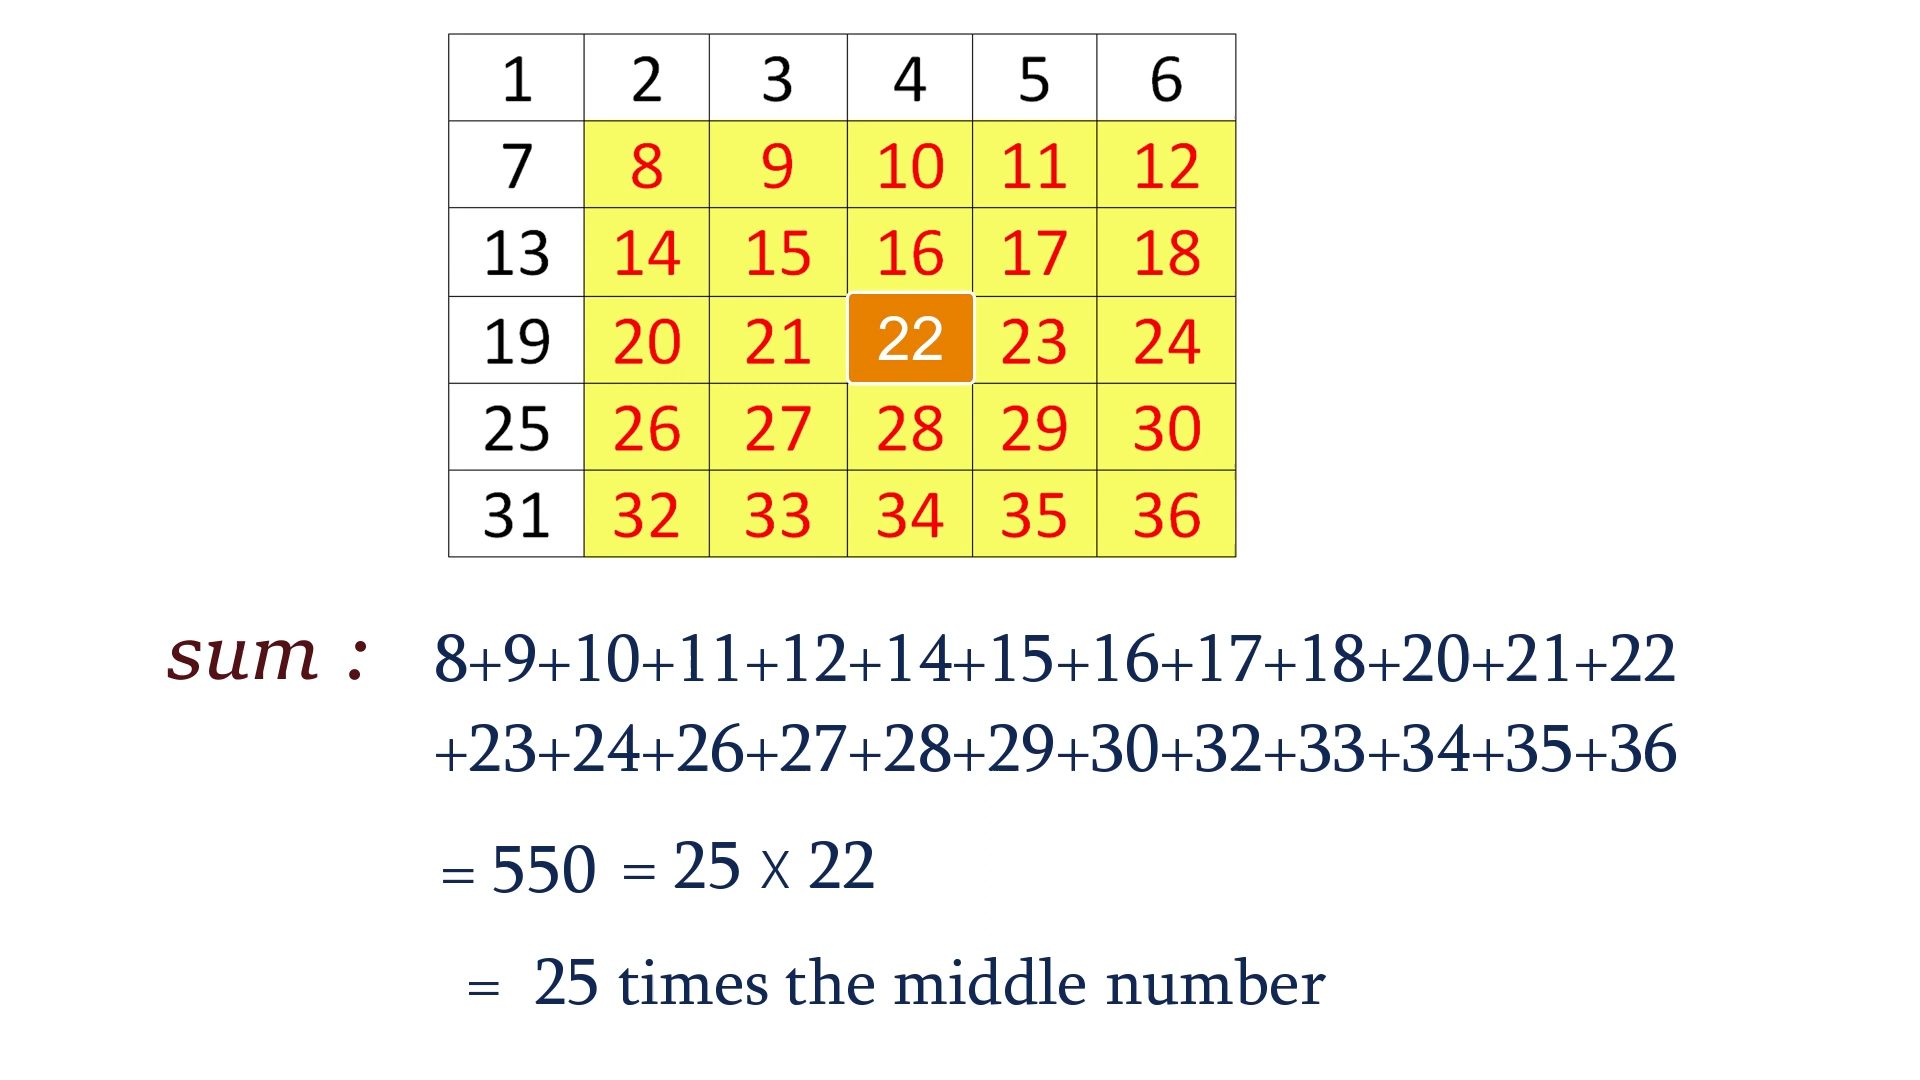 1 2 3 4 5 6
7 8 9 10 11 12
13 14 15 16 17 18
19 20 21 22 23 24
25 26 27 28 29 30
31 32 33 34 35 36
sum : 8+9+10+11+12+14+15+16+17+18+20+21+22
+23+24+26+27+28+29+30+32+33+34+35+36
= 550 = 25 X 22
= 25 times the middle number